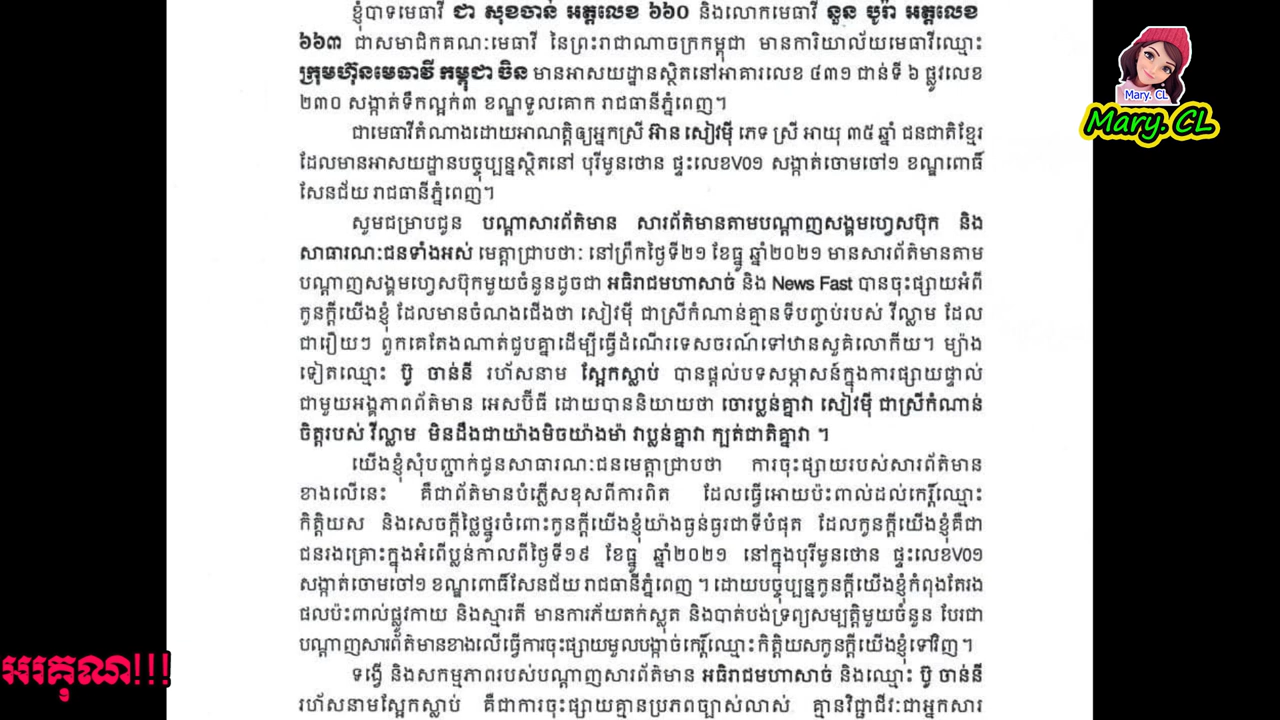 ខ្ញុំបាទមេធាវី ជា សុខចាន់ អត្តលេខ ៦៦០ និងលោកមេធាវី នួន បូរ៉ា អត្តលេខ
៦៦៣ ជាសមាជិកគណៈមេធាវី នៃព្រះរាជាណាចក្រកម្ពុជា មានការិយាល័យមេធាវីឈ្មោះ
ក្រុមហ៊ុនមេធាវី កម្ពុជា ចិន មានអាសយដ្ឋានស្ថិតនៅអាគារលេខ ៤៣១ ជាន់ទី ៦ ផ្លូវលេខ
២៣០ សង្កាត់ទឹកល្អក់៣ ខណ្ឌទួលគោក រាជធានីភ្នំពេញ។
ជាមេធាវីតំណាងដោយអាណត្តិឲ្យអ្នកស្រី អ៊ាន សៀវម៉ី ភេទ ស្រី អាយុ ៣៥ ឆ្នាំ ជនជាតិខ្មែរ
ដែលមានអាសយដ្ឋានបច្ចុប្បន្នស្ថិតនៅ បុរីមូនថោន ផ្ទះលេខV0១ សង្កាត់ចោមចៅ១ ខណ្ឌពោធិ៍
សែនជ័យ រាជធានីភ្នំពេញ។
សូមជម្រាបជូន បណ្តាសារព័ត៌មាន សារព័ត៌មានតាមបណ្តាញសង្គមហ្វេសប៊ុក និង
សាធារណៈជនទាំងអស់ មេត្តាជ្រាបថា: នៅព្រឹកថ្ងៃទី២១ ខែធ្នូ ឆ្នាំ២០២១ មានសារព័ត៌មានតាម
បណ្តាញសង្គមហ្វេសប៊ុកមួយចំនួនដូចជា អធិរាជមហាសាច់ និង News Fast បានចុះផ្សាយអំពី
កូនក្តីយើងខ្ញុំ ដែលមានចំណងជើងថា សៀវម៉ី ជាស្រីកំណាន់គ្មានទីបញ្ចប់របស់ វីល្លាម ដែល
ជារឿយៗ ពួកគេតែងណាត់ជួបគ្នាដើម្បីធ្វើដំណើរទេសចរណ៍ទៅឋានសួគិលោកីយ។ ម្យ៉ាង
ទៀតឈ្មោះ ប៊ូ ចាន់នី រហ័សនាម ស្អែកស្លាប់ បានផ្តល់បទសម្ភាសន៍ក្នុងការផ្សាយផ្ទាល់
ជាមួយអង្គភាពព័ត៌មាន អេសប៊ីធី ដោយបាននិយាយថា ចោរប្លន់គ្នាវា សៀវម៉ី ជាស្រីកំណាន់
ចិត្តរបស់ វីល្លាម មិនដឹងជាយ៉ាងមិចយ៉ាងម៉ា វាប្លន់គ្នាវា ក្បត់ជាតិគ្នាវា ។
យើងខ្ញុំសុំបញ្ជាក់ជូនសាធារណៈជនមេត្តាជ្រាបថា ការចុះផ្សាយរបស់សារព័ត៌មាន
ខាងលើនេះ គឺជាព័ត៌មានបំភ្លើសខុសពីការពិត ដែលធ្វើអោយប៉ះពាល់ដល់កេរ្តិ៍ឈ្មោះ
កិត្តិយស និងសេចក្តីថ្លៃថ្នូរចំពោះកូនក្តីយើងខ្ញុំយ៉ាងធ្ងន់ធ្ងរជាទីបំផុត ដែលកូនក្តីយើងខ្ញុំគឺជា
ជនរងគ្រោះក្នុងអំពើប្លន់កាលពីថ្ងៃទី១៩ ខែធ្នូ ឆ្នាំ២០២១ នៅក្នុងបុរីមូនថោន ផ្ទះលេខV0១
សង្កាត់ចោមចៅ១ ខណ្ឌពោធិ៍សែនជ័យ រាជធានីភ្នំពេញ ។ ដោយបច្ចុប្បន្នកូនក្តីយើងខ្ញុំកំពុងតែរង
ផលប៉ះពាល់ផ្លូវកាយ និងស្មារតី មានការភ័យតក់ស្លុត និងបាត់បង់ទ្រព្យសម្បត្តិមួយចំនួន បែរជា
បណ្តាញសារព័ត៌មានខាងលើធ្វើការចុះផ្សាយមួលបង្កាច់កេរ្តិ៍ឈ្មោះកិត្តិយសកូនក្តីយើងខ្ញុំទៅវិញ។
ទង្វើ និងសកម្មភាពរបស់បណ្តាញសារព័ត៌មាន អធិរាជមហាសាច់ និងឈ្មោះ ប៊ូ ចាន់នី
រហ័សនាមស្អែកស្លាប់ គឺជាការចុះផ្សាយគ្មានប្រភពច្បាស់លាស់ គ្មានវិជ្ជាជីវៈជាអ្នកសារ
Mary. CL
Mary. CL
អរគុណ!!!